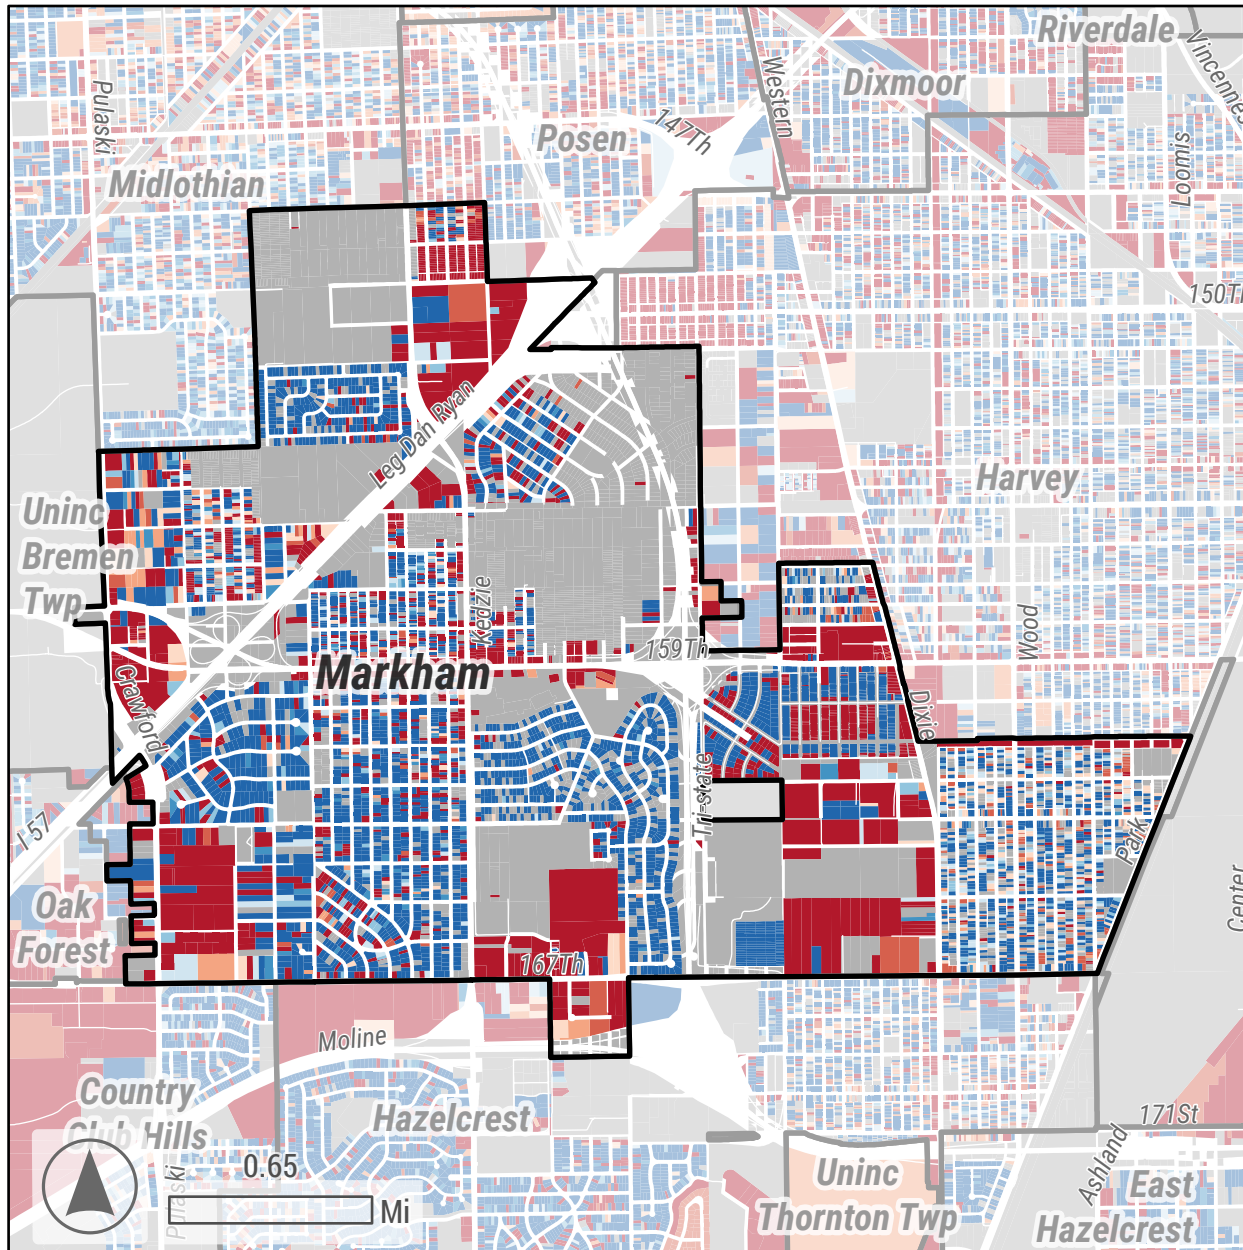 Riverdale
Vincennes
Dixmoor
Western
Pulaski
147Th
Posen
Loomis
Midlothian
150Th
Leg Dan Ryan
Harvey
Uninc
Bremen
Twp
Kedzie
Wood
159Th
Markham
Crawford
Dixie
Tri-state
I 57
Park
Center
Oak
Forest
167Th
Moline
Country
Club Hills
Hazelcrest
171St
Ashland
0.65
Mi
Pulaski
Uninc
Thornton Twp
East
Hazelcrest